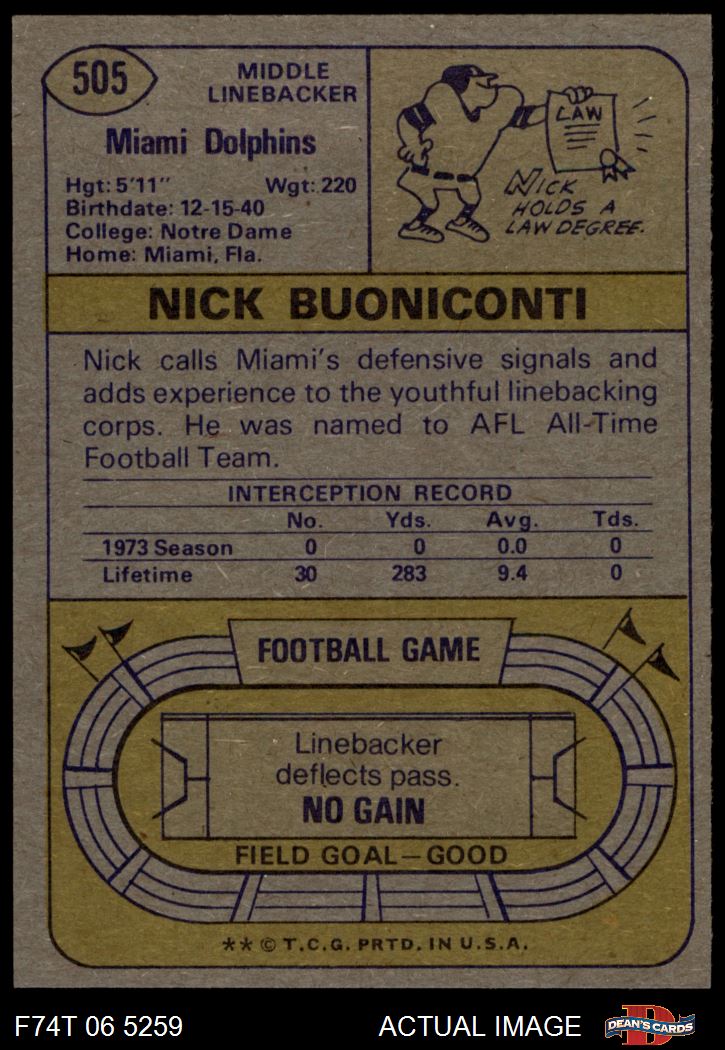 505
MIDDLE
LINEBACKER
Miami Dolphins
Hgt: 5'11" Wgt: 220
Birthdate: 12-15-40
College: Notre Dame
Home: Miami, Fla.
LAW
NICK
HOLDS A
LAW DEGREE.
NICK BUONICONTI
Nick calls Miami's defensive signals and
adds experience to the youthful linebacking
corps. He was named to AFL All-Time
Football Team.
INTERCEPTION RECORD
No. Yds. Avg. Tds.
1973 Season 0 0 0.0 0
Lifetime 30 283 9.4 0
FOOTBALL GAME
Linebacker
deflects pass.
NO GAIN
FIELD GOAL—GOOD
** © T.C.G. PRTD. IN U.S.A.
F74T 06 5259 ACTUAL IMAGE
D
DEAN'S CARDS